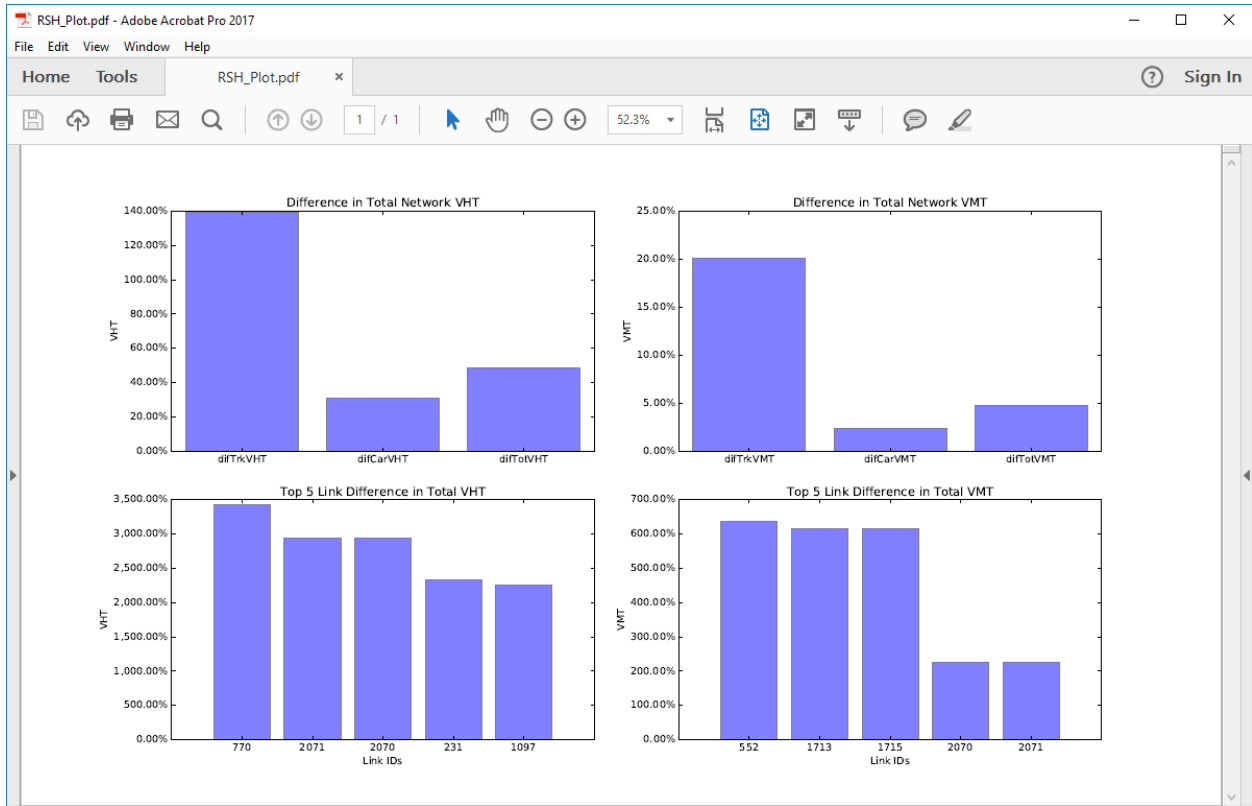 RSH_Plot.pdf - Adobe Acrobat Pro 2017
File Edit View Window Help
Home Tools RSH_Plot.pdf × ? Sign In
1 / 1 52.3%
Difference in Total Network VHT
140.00%
120.00%
100.00%
80.00%
60.00%
40.00%
20.00%
0.00%
VHT
difTrkVHT difCarVHT difTotVHT
Difference in Total Network VMT
25.00%
20.00%
15.00%
10.00%
5.00%
0.00%
VMT
difTrkVMT difCarVMT difTotVMT
Top 5 Link Difference in Total VHT
3,500.00%
3,000.00%
2,500.00%
2,000.00%
1,500.00%
1,000.00%
500.00%
0.00%
VHT
770 2071 2070 231 1097
Link IDs
Top 5 Link Difference in Total VMT
700.00%
600.00%
500.00%
400.00%
300.00%
200.00%
100.00%
0.00%
VMT
552 1713 1715 2070 2071
Link IDs